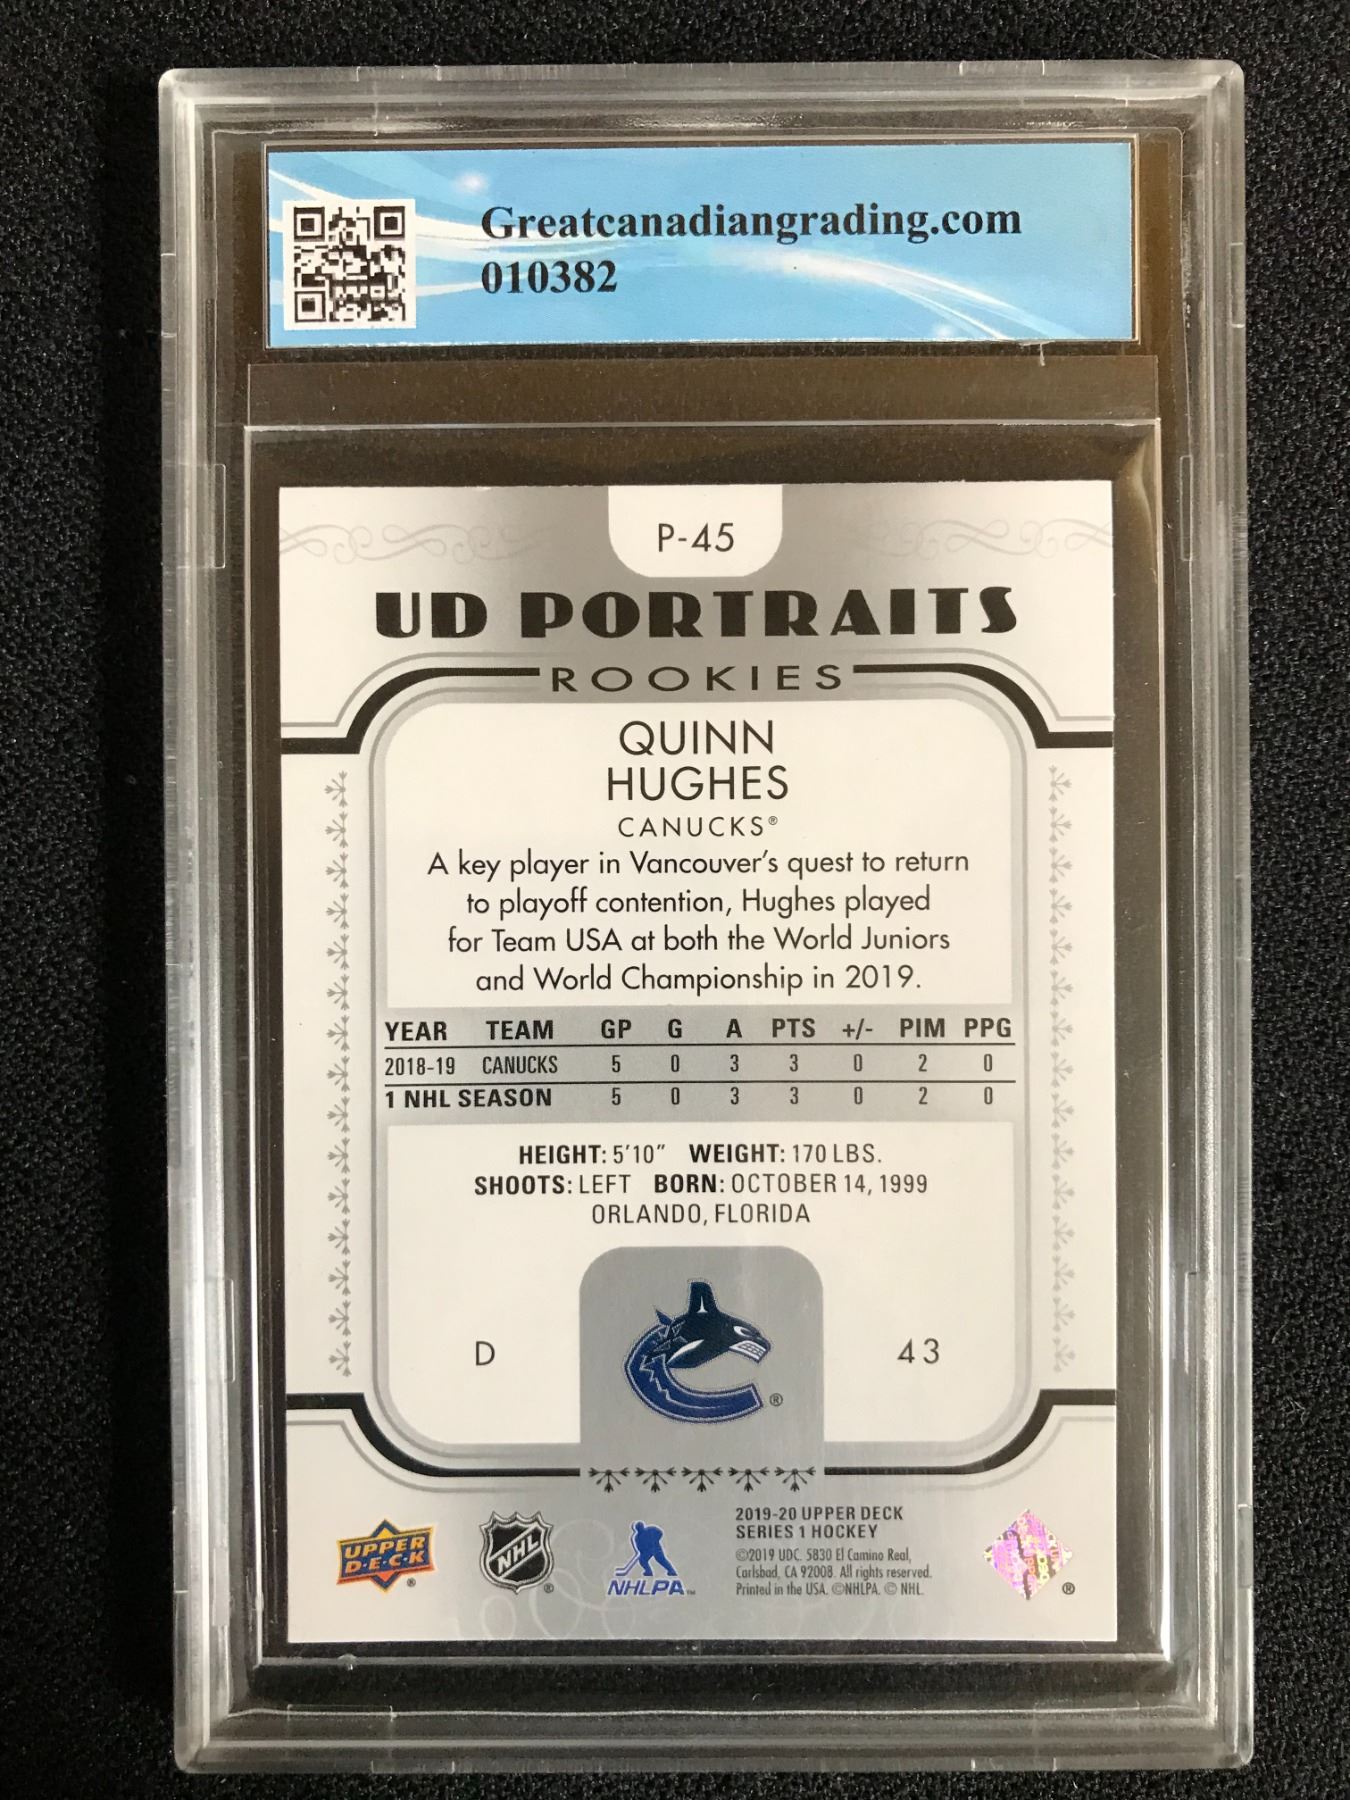 Greatcanadiangrading.com
010382
P-45
UD PORTRAITS
ROOKIES
QUINN
HUGHES
CANUCKS®
A key player in Vancouver's quest to return
to playoff contention, Hughes played
for Team USA at both the World Juniors
and World Championship in 2019.
YEAR TEAM GP G A PTS +/- PIM PPG
2018-19 CANUCKS 5 0 3 3 0 2 0
1 NHL SEASON 5 0 3 3 0 2 0
HEIGHT: 5'10" WEIGHT: 170 LBS.
SHOOTS: LEFT BORN: OCTOBER 14, 1999
ORLANDO, FLORIDA
D 43
®
UPPER
D·E·C·K ®
NHL ®
NHLPA™
2019-20 UPPER DECK
SERIES 1 HOCKEY
©2019 UDC. 5830 El Camino Real,
Carlsbad, CA 92008. All rights reserved.
Printed in the USA. ©NHLPA. © NHL.
®